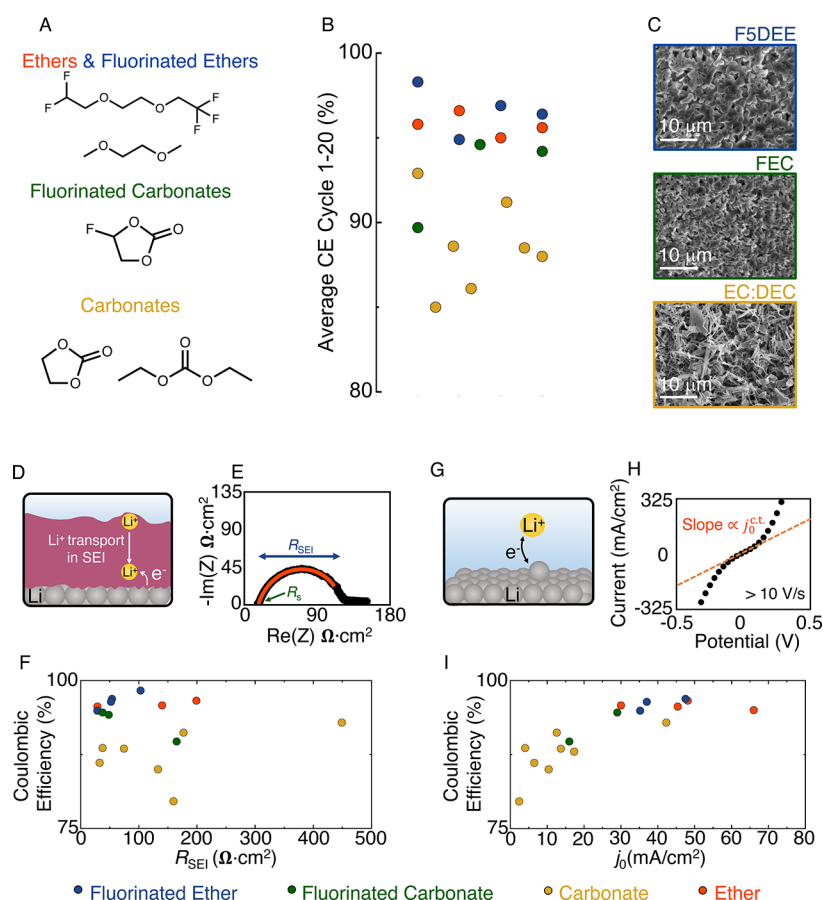 A
Ethers & Fluorinated Ethers
F
F
O
O
F
F
F
O
O
Fluorinated Carbonates
F
O
O
O
Carbonates
O
O
O
O
O
O
B
Average CE Cycle 1-20 (%)
100
90
80
C
F5DEE
10 μm
FEC
10 μm
EC:DEC
10 μm
D
Li⁺
Li⁺ transport
in SEI
Li⁺
e⁻
Li
E
-Im(Z) Ω·cm²
135
90
45
0
R_SEI
R_s
0 90 180
Re(Z) Ω·cm²
G
Li⁺
e⁻
Li
H
Current (mA/cm²)
325
0
-325
Slope ∝ j₀^c.t.
> 10 V/s
-0.5 0 0.5
Potential (V)
F
Coulombic
Efficiency (%)
100
75
0 100 200 300 400 500
R_SEI (Ω·cm²)
I
Coulombic
Efficiency (%)
100
75
0 10 20 30 40 50 60 70 80
j₀(mA/cm²)
Fluorinated Ether Fluorinated Carbonate Carbonate Ether